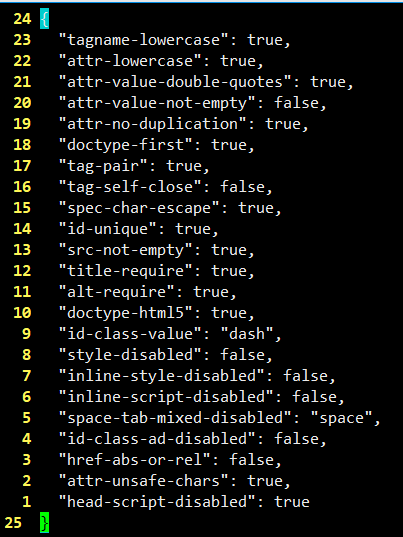 24 {
23 "tagname-lowercase": true,
22 "attr-lowercase": true,
21 "attr-value-double-quotes": true,
20 "attr-value-not-empty": false,
19 "attr-no-duplication": true,
18 "doctype-first": true,
17 "tag-pair": true,
16 "tag-self-close": false,
15 "spec-char-escape": true,
14 "id-unique": true,
13 "src-not-empty": true,
12 "title-require": true,
11 "alt-require": true,
10 "doctype-html5": true,
9 "id-class-value": "dash",
8 "style-disabled": false,
7 "inline-style-disabled": false,
6 "inline-script-disabled": false,
5 "space-tab-mixed-disabled": "space",
4 "id-class-ad-disabled": false,
3 "href-abs-or-rel": false,
2 "attr-unsafe-chars": true,
1 "head-script-disabled": true
25 }